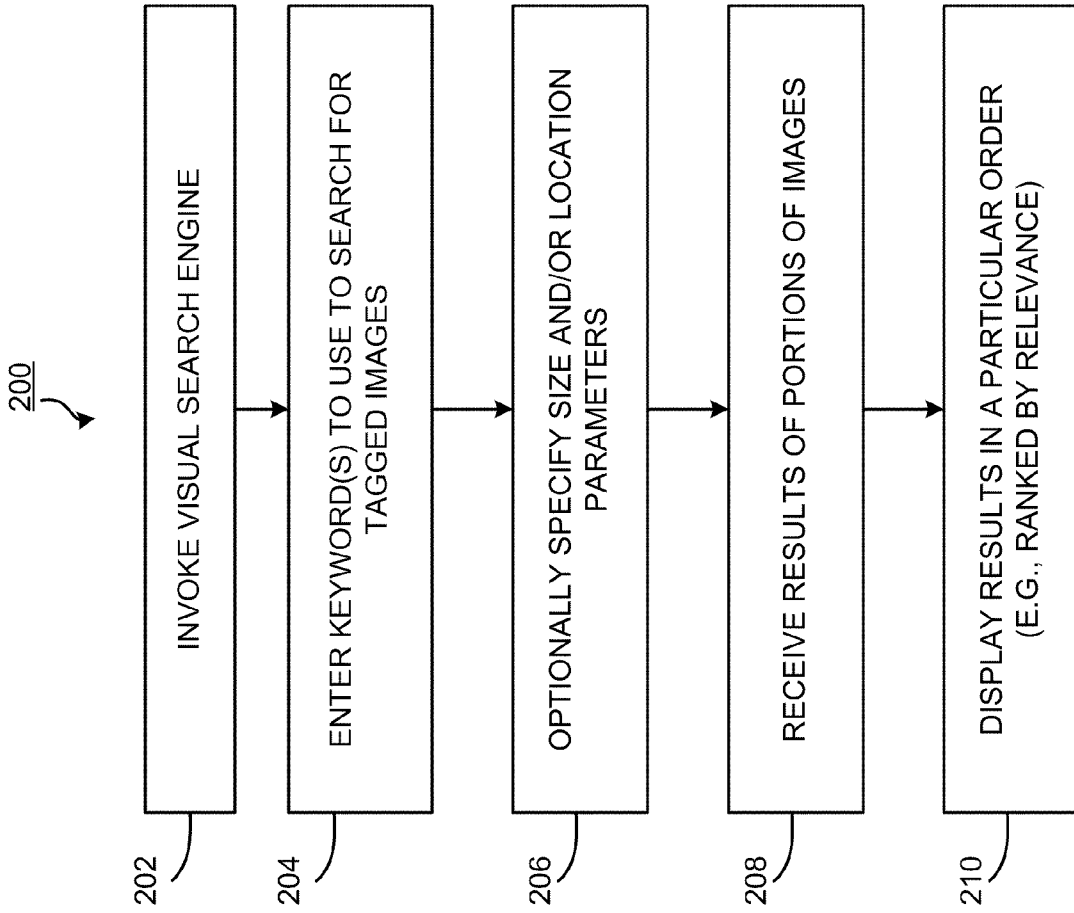 200
202
INVOKE VISUAL SEARCH ENGINE
204
ENTER KEYWORD(S) TO USE TO SEARCH FOR
TAGGED IMAGES
206
OPTIONALLY SPECIFY SIZE AND/OR LOCATION
PARAMETERS
208
RECEIVE RESULTS OF PORTIONS OF IMAGES
210
DISPLAY RESULTS IN A PARTICULAR ORDER
(E.G., RANKED BY RELEVANCE)